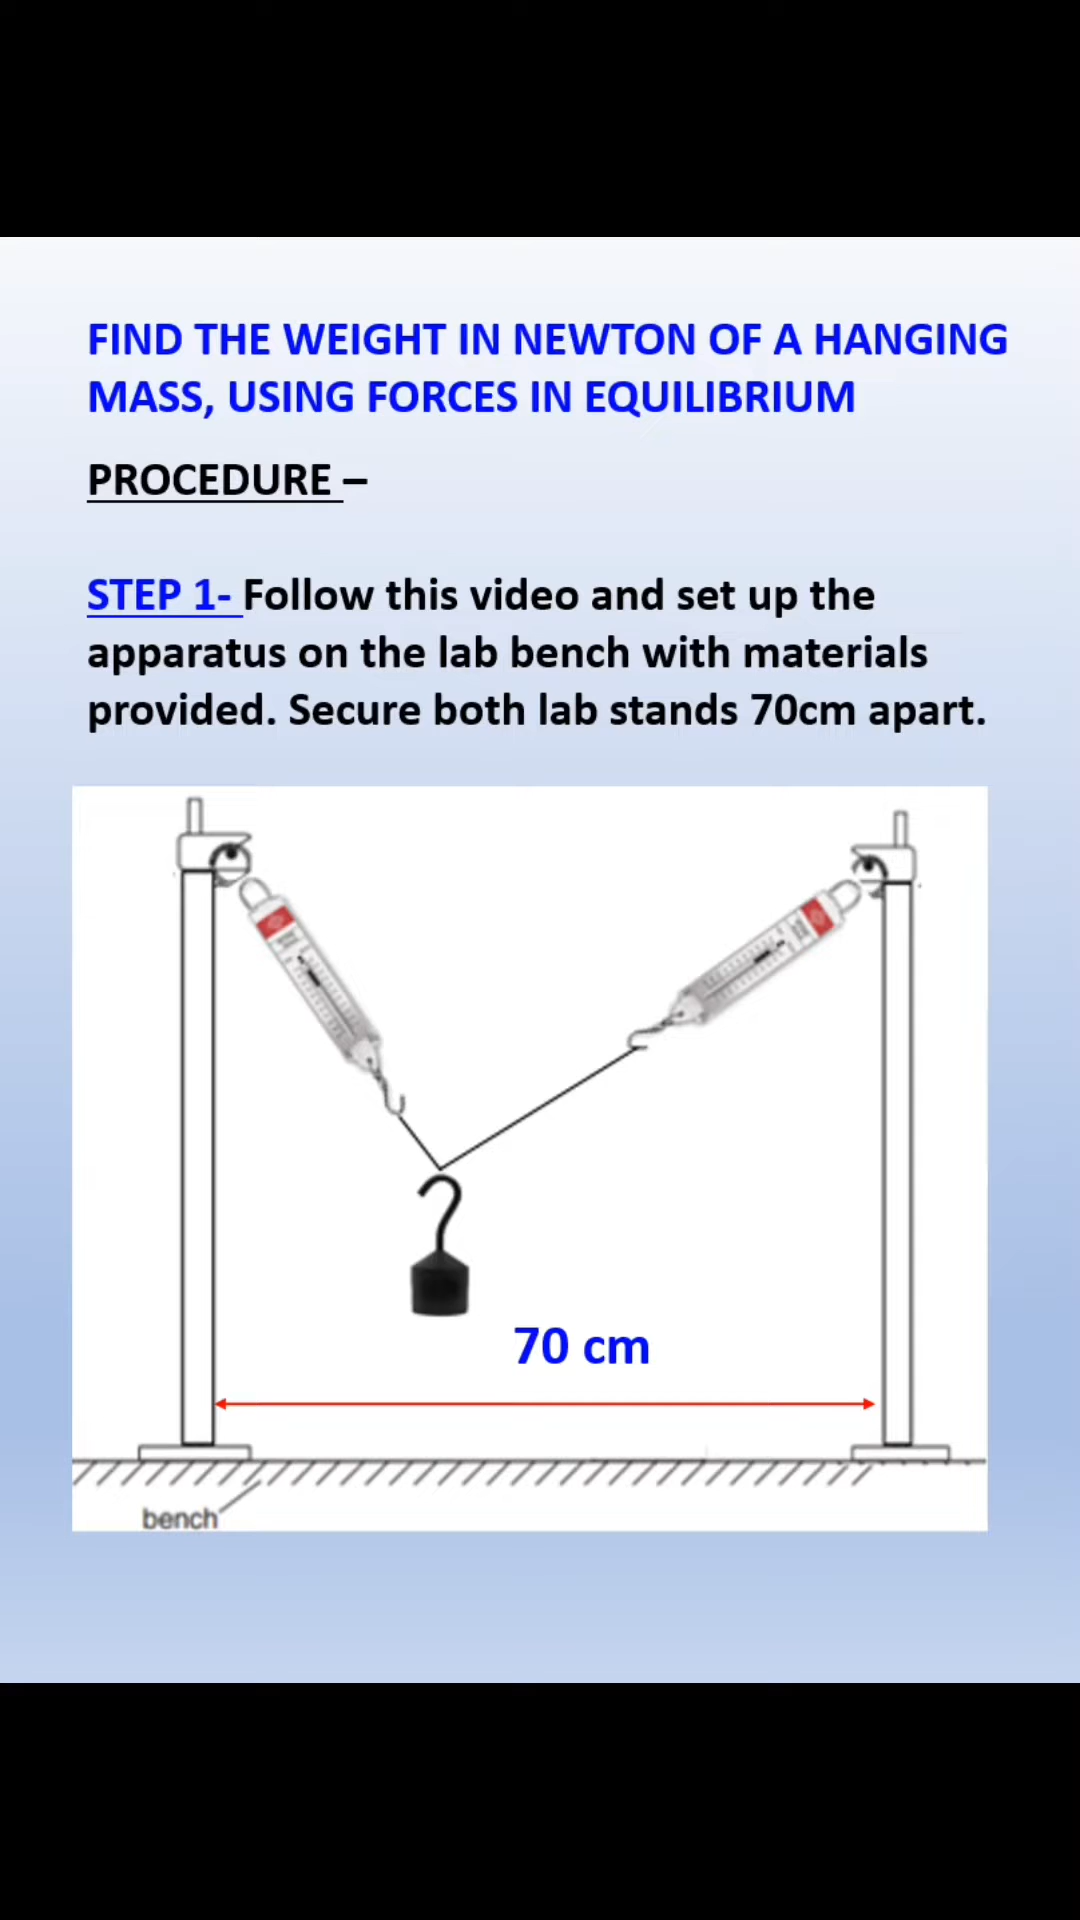 FIND THE WEIGHT IN NEWTON OF A HANGING
MASS, USING FORCES IN EQUILIBRIUM
PROCEDURE –
STEP 1- Follow this video and set up the
apparatus on the lab bench with materials
provided. Secure both lab stands 70cm apart.
70 cm
bench